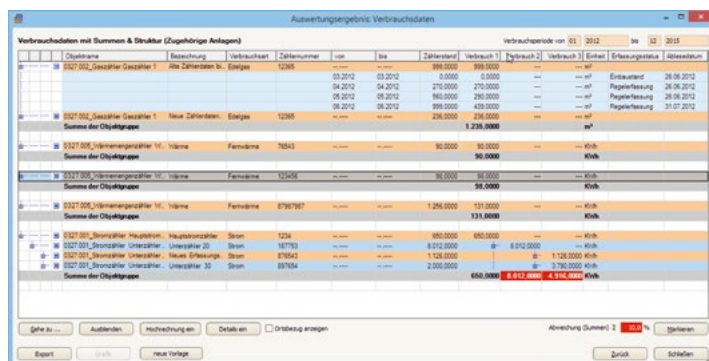 Auswertungsergebnis: Verbrauchsdaten
Verbrauchsdaten mit Summen & Struktur (Zugehörige Anlagen) Verbrauchsperiode von 01 2012 bis 12 2015
Objektname Bezeichnung Verbrauchsart Zählernummer von bis Zählerstand Verbrauch 1 Verbrauch 2 Verbrauch 3 Einheit Erfassungsstatus Ablesedatum
0327.002_Gaszähler Gaszähler 1 Alte Zählerdaten bi... Edelgas 12365 --.---- --.---- 999,0000 999,0000 --- --- m³
03.2012 03.2012 0,0000 0,0000 --- --- m³ Einbaustand 26.06.2012
04.2012 04.2012 270,0000 270,0000 --- --- m³ Regelerfassung 26.06.2012
05.2012 05.2012 560,0000 290,0000 --- --- m³ Regelerfassung 26.06.2012
06.2012 06.2012 999,0000 439,0000 --- --- m³ Regelerfassung 31.07.2012
0327.002_Gaszähler Gaszähler 1 Neue Zählerdaten... Edelgas 12365 --.---- --.---- 236,0000 236,0000 --- --- m³
Summe der Objektgruppe 1.235,0000 m³
0327.005_Wärmemengenzähler W... Wärme Fernwärme 76543 --.---- --.---- 90,0000 90,0000 --- --- KWh
Summe der Objektgruppe 90,0000 KWh
0327.005_Wärmemengenzähler W... Wärme Fernwärme 123456 --.---- --.---- 98,0000 98,0000 --- --- KWh
Summe der Objektgruppe 98,0000 KWh
0327.005_Wärmemengenzähler W... Wärme Fernwärme 87987987 --.---- --.---- 1.256,0000 131,0000 --- --- KWh
Summe der Objektgruppe 131,0000 KWh
0327.001_Stromzähler Hauptstrom... Hauptstromzähler Strom 1234 --.---- --.---- 650,0000 650,0000 --- --- KWh
0327.001_Stromzähler Unterzähler... Unterzähler 20 Strom 187753 --.---- --.---- 8.012,0000 8.012,0000 --- KWh
0327.001_Stromzähler Unterzähler... Neues Erfassungs... Strom 876543 --.---- --.---- 1.126,0000 1.126,0000 KWh
0327.001_Stromzähler Unterzähler... Unterzähler 30 Strom 897654 --.---- --.---- 2.000,0000 3.790,0000 KWh
Summe der Objektgruppe 650,0000 8.012,0000 4.916,0000 KWh
Gehe zu ... Ausblenden Hochrechnung ein Details ein Ortsbezug anzeigen Abweichung (Summen) ≥ 10,0 % Markieren
Export Grafik neue Vorlage Zurück Schließen